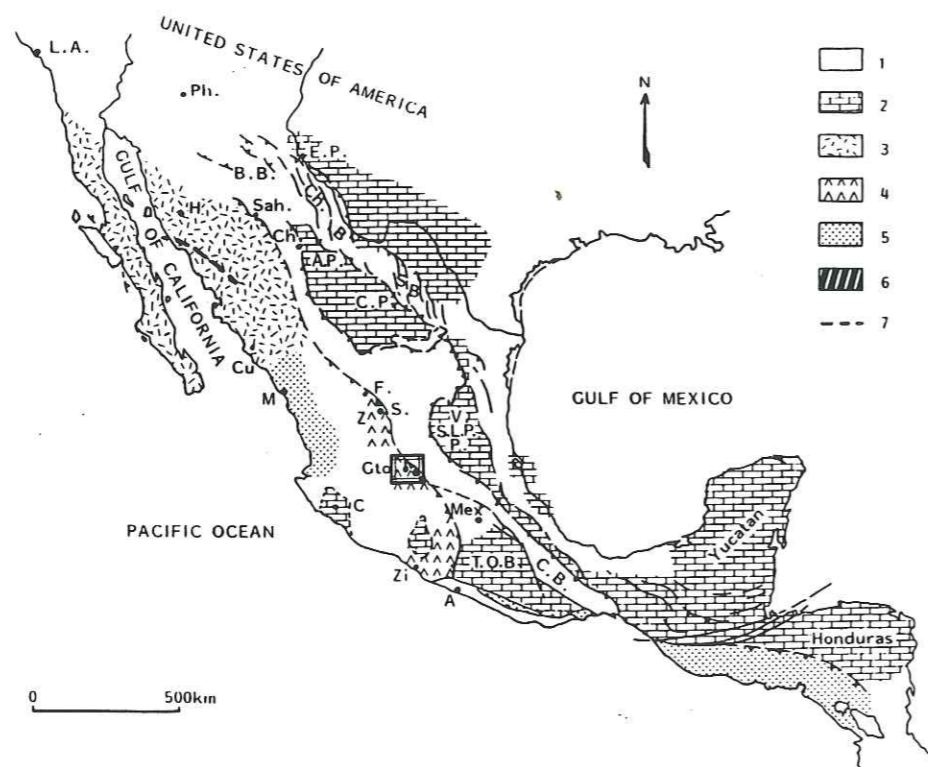 L.A.
UNITED STATES OF AMERICA
Ph.
N
1
2
3
4
5
6
7
E.P.
B.B.
GULF OF CALIFORNIA
H
Sah.
Ch.
Ch.
B
A.P.
C.P.
S.B.
Cu
M
F.
S.
Z
V.
S.L.P.
P.
GULF OF MEXICO
Gto
C
Mex
PACIFIC OCEAN
T.O.B.
C.B.
Zi
A
Yucatan
Honduras
0 500km